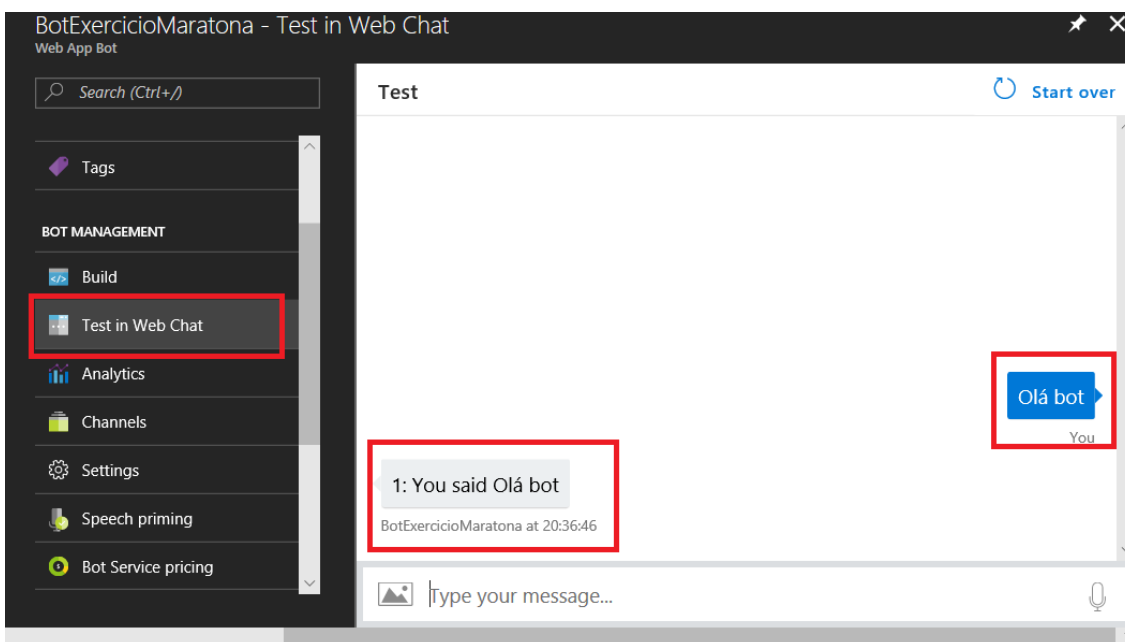 BotExercicioMaratona - Test in Web Chat
Web App Bot
Search (Ctrl+/)
Tags
BOT MANAGEMENT
Build
Test in Web Chat
Analytics
Channels
Settings
Speech priming
Bot Service pricing
Test
Start over
Olá bot
You
1: You said Olá bot
BotExercicioMaratona at 20:36:46
Type your message...